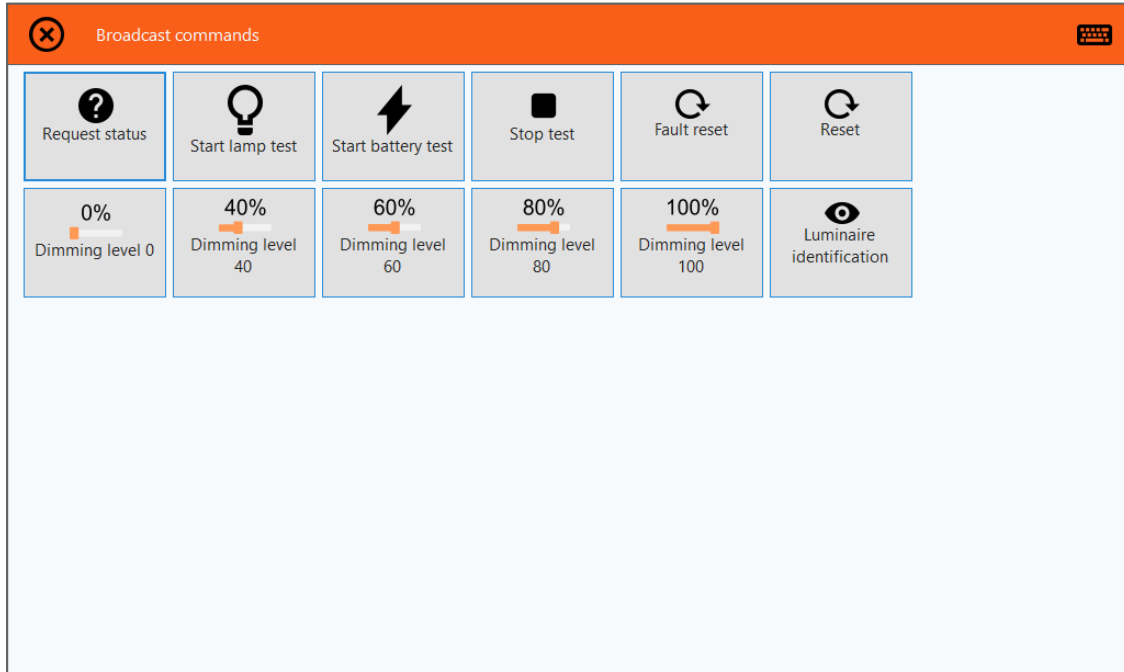 Broadcast commands
Request status
Start lamp test
Start battery test
Stop test
Fault reset
Reset
0%
Dimming level 0
40%
Dimming level
40
60%
Dimming level
60
80%
Dimming level
80
100%
Dimming level
100
Luminaire
identification